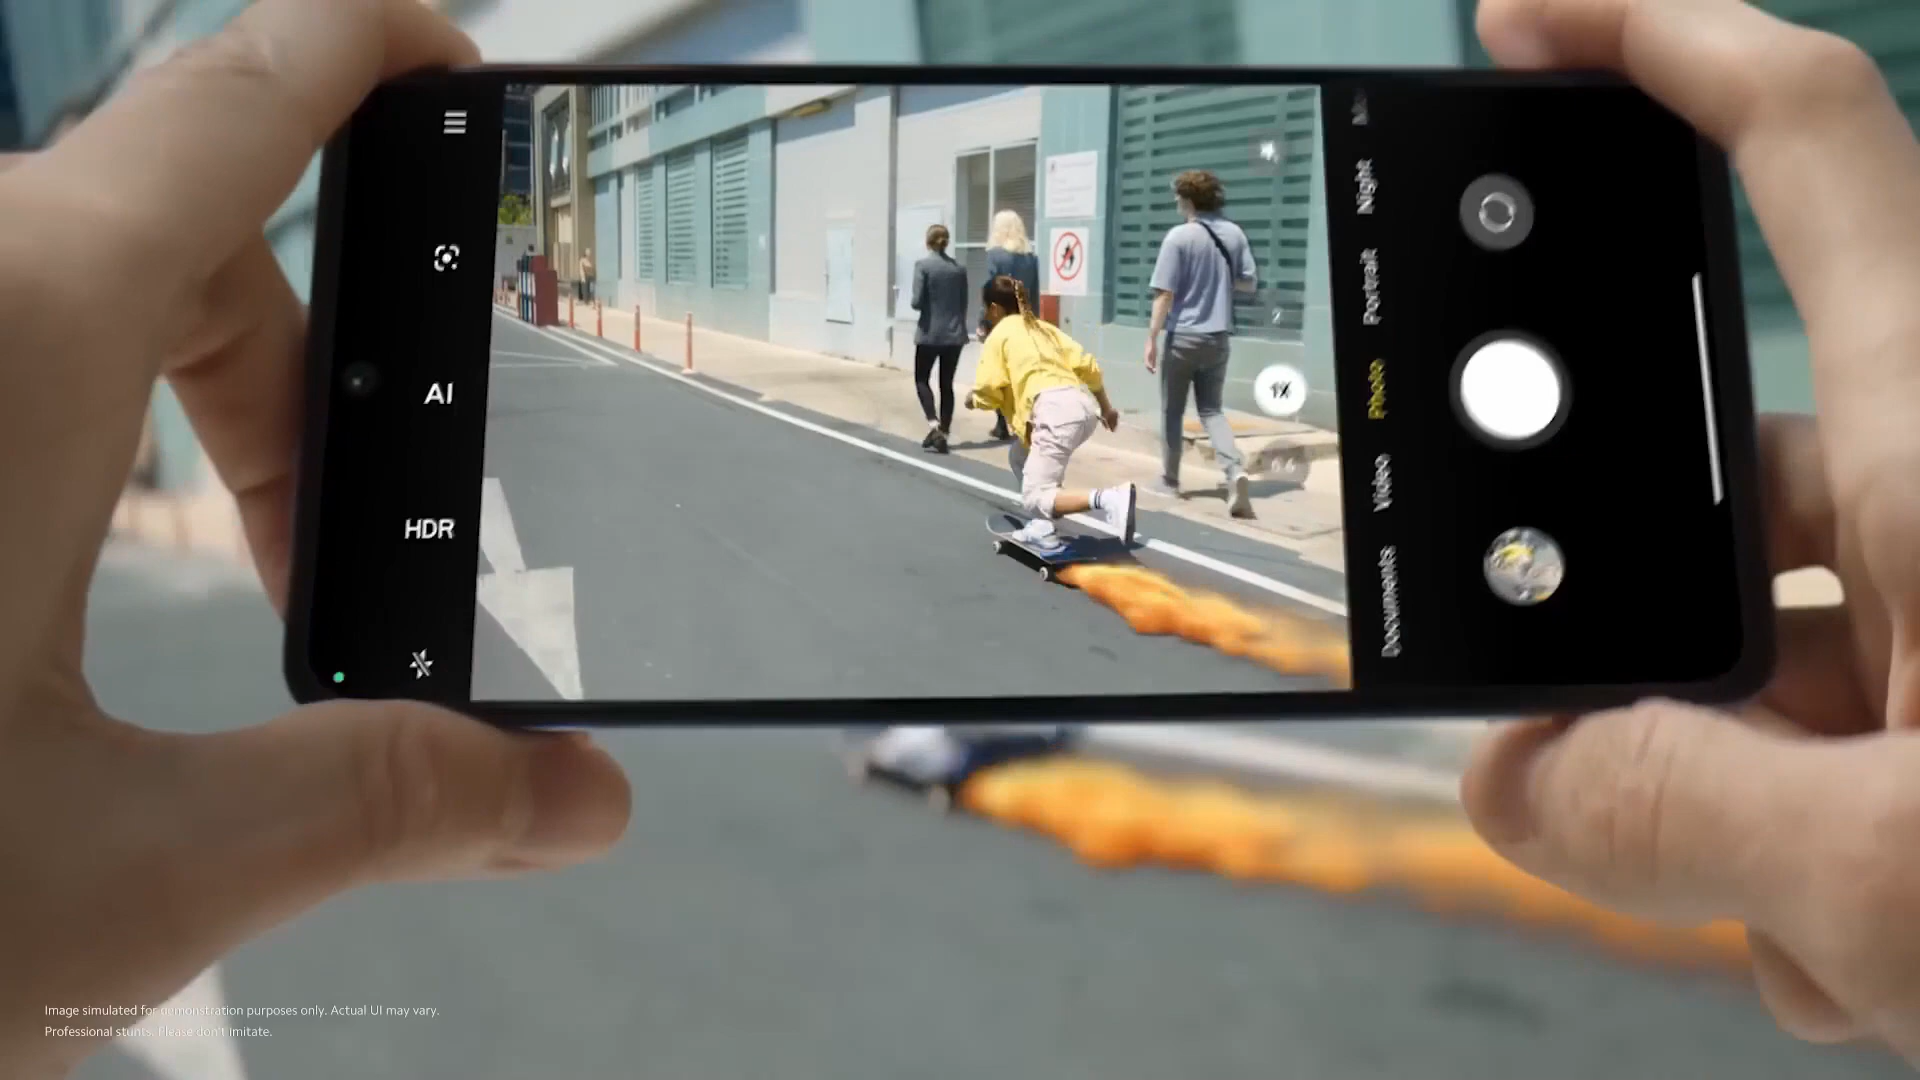 AI
HDR
1X
Night
Portrait
Photo
Video
Documents
Image simulated for demonstration purposes only. Actual UI may vary.
Professional stunts. Please don't imitate.